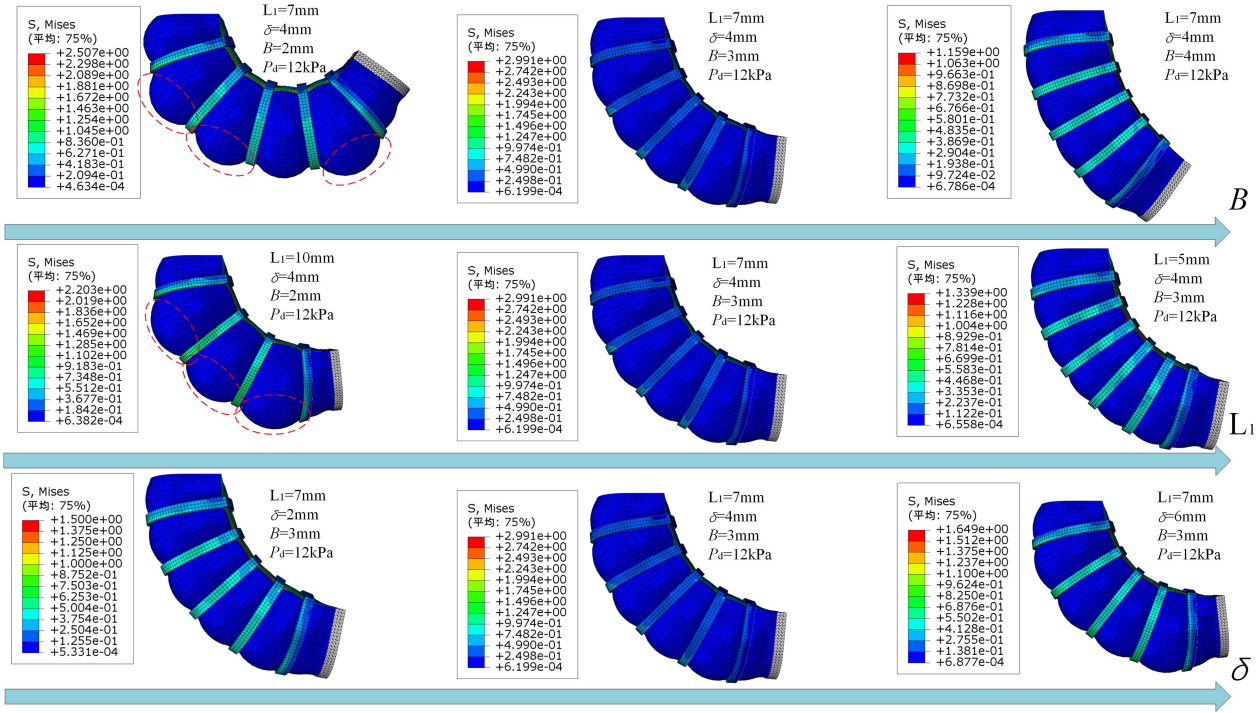 S, Mises
(平均: 75%)
+2.507e+00
+2.298e+00
+2.089e+00
+1.881e+00
+1.672e+00
+1.463e+00
+1.254e+00
+1.045e+00
+8.360e-01
+6.271e-01
+4.183e-01
+2.094e-01
+4.634e-04
L1=7mm
δ=4mm
B=2mm
Pd=12kPa
S, Mises
(平均: 75%)
+2.991e+00
+2.742e+00
+2.493e+00
+2.243e+00
+1.994e+00
+1.745e+00
+1.496e+00
+1.247e+00
+9.974e-01
+7.482e-01
+4.990e-01
+2.498e-01
+6.199e-04
L1=7mm
δ=4mm
B=3mm
Pd=12kPa
S, Mises
(平均: 75%)
+1.159e+00
+1.063e+00
+9.663e-01
+8.698e-01
+7.732e-01
+6.766e-01
+5.801e-01
+4.835e-01
+3.869e-01
+2.904e-01
+1.938e-01
+9.724e-02
+6.786e-04
L1=7mm
δ=4mm
B=4mm
Pd=12kPa
B
S, Mises
(平均: 75%)
+2.203e+00
+2.019e+00
+1.836e+00
+1.652e+00
+1.469e+00
+1.285e+00
+1.102e+00
+9.183e-01
+7.348e-01
+5.512e-01
+3.677e-01
+1.842e-01
+6.382e-04
L1=10mm
δ=4mm
B=2mm
Pd=12kPa
S, Mises
(平均: 75%)
+2.991e+00
+2.742e+00
+2.493e+00
+2.243e+00
+1.994e+00
+1.745e+00
+1.496e+00
+1.247e+00
+9.974e-01
+7.482e-01
+4.990e-01
+2.498e-01
+6.199e-04
L1=7mm
δ=4mm
B=3mm
Pd=12kPa
S, Mises
(平均: 75%)
+1.339e+00
+1.228e+00
+1.116e+00
+1.004e+00
+8.929e-01
+7.814e-01
+6.699e-01
+5.583e-01
+4.468e-01
+3.353e-01
+2.237e-01
+1.122e-01
+6.558e-04
L1=5mm
δ=4mm
B=3mm
Pd=12kPa
L1
S, Mises
(平均: 75%)
+1.500e+00
+1.375e+00
+1.250e+00
+1.125e+00
+1.000e+00
+8.752e-01
+7.503e-01
+6.253e-01
+5.004e-01
+3.754e-01
+2.504e-01
+1.255e-01
+5.331e-04
L1=7mm
δ=2mm
B=3mm
Pd=12kPa
S, Mises
(平均: 75%)
+2.991e+00
+2.742e+00
+2.493e+00
+2.243e+00
+1.994e+00
+1.745e+00
+1.496e+00
+1.247e+00
+9.974e-01
+7.482e-01
+4.990e-01
+2.498e-01
+6.199e-04
L1=7mm
δ=4mm
B=3mm
Pd=12kPa
S, Mises
(平均: 75%)
+1.649e+00
+1.512e+00
+1.375e+00
+1.237e+00
+1.100e+00
+9.624e-01
+8.250e-01
+6.876e-01
+5.502e-01
+4.128e-01
+2.755e-01
+1.381e-01
+6.877e-04
L1=7mm
δ=6mm
B=3mm
Pd=12kPa
δ